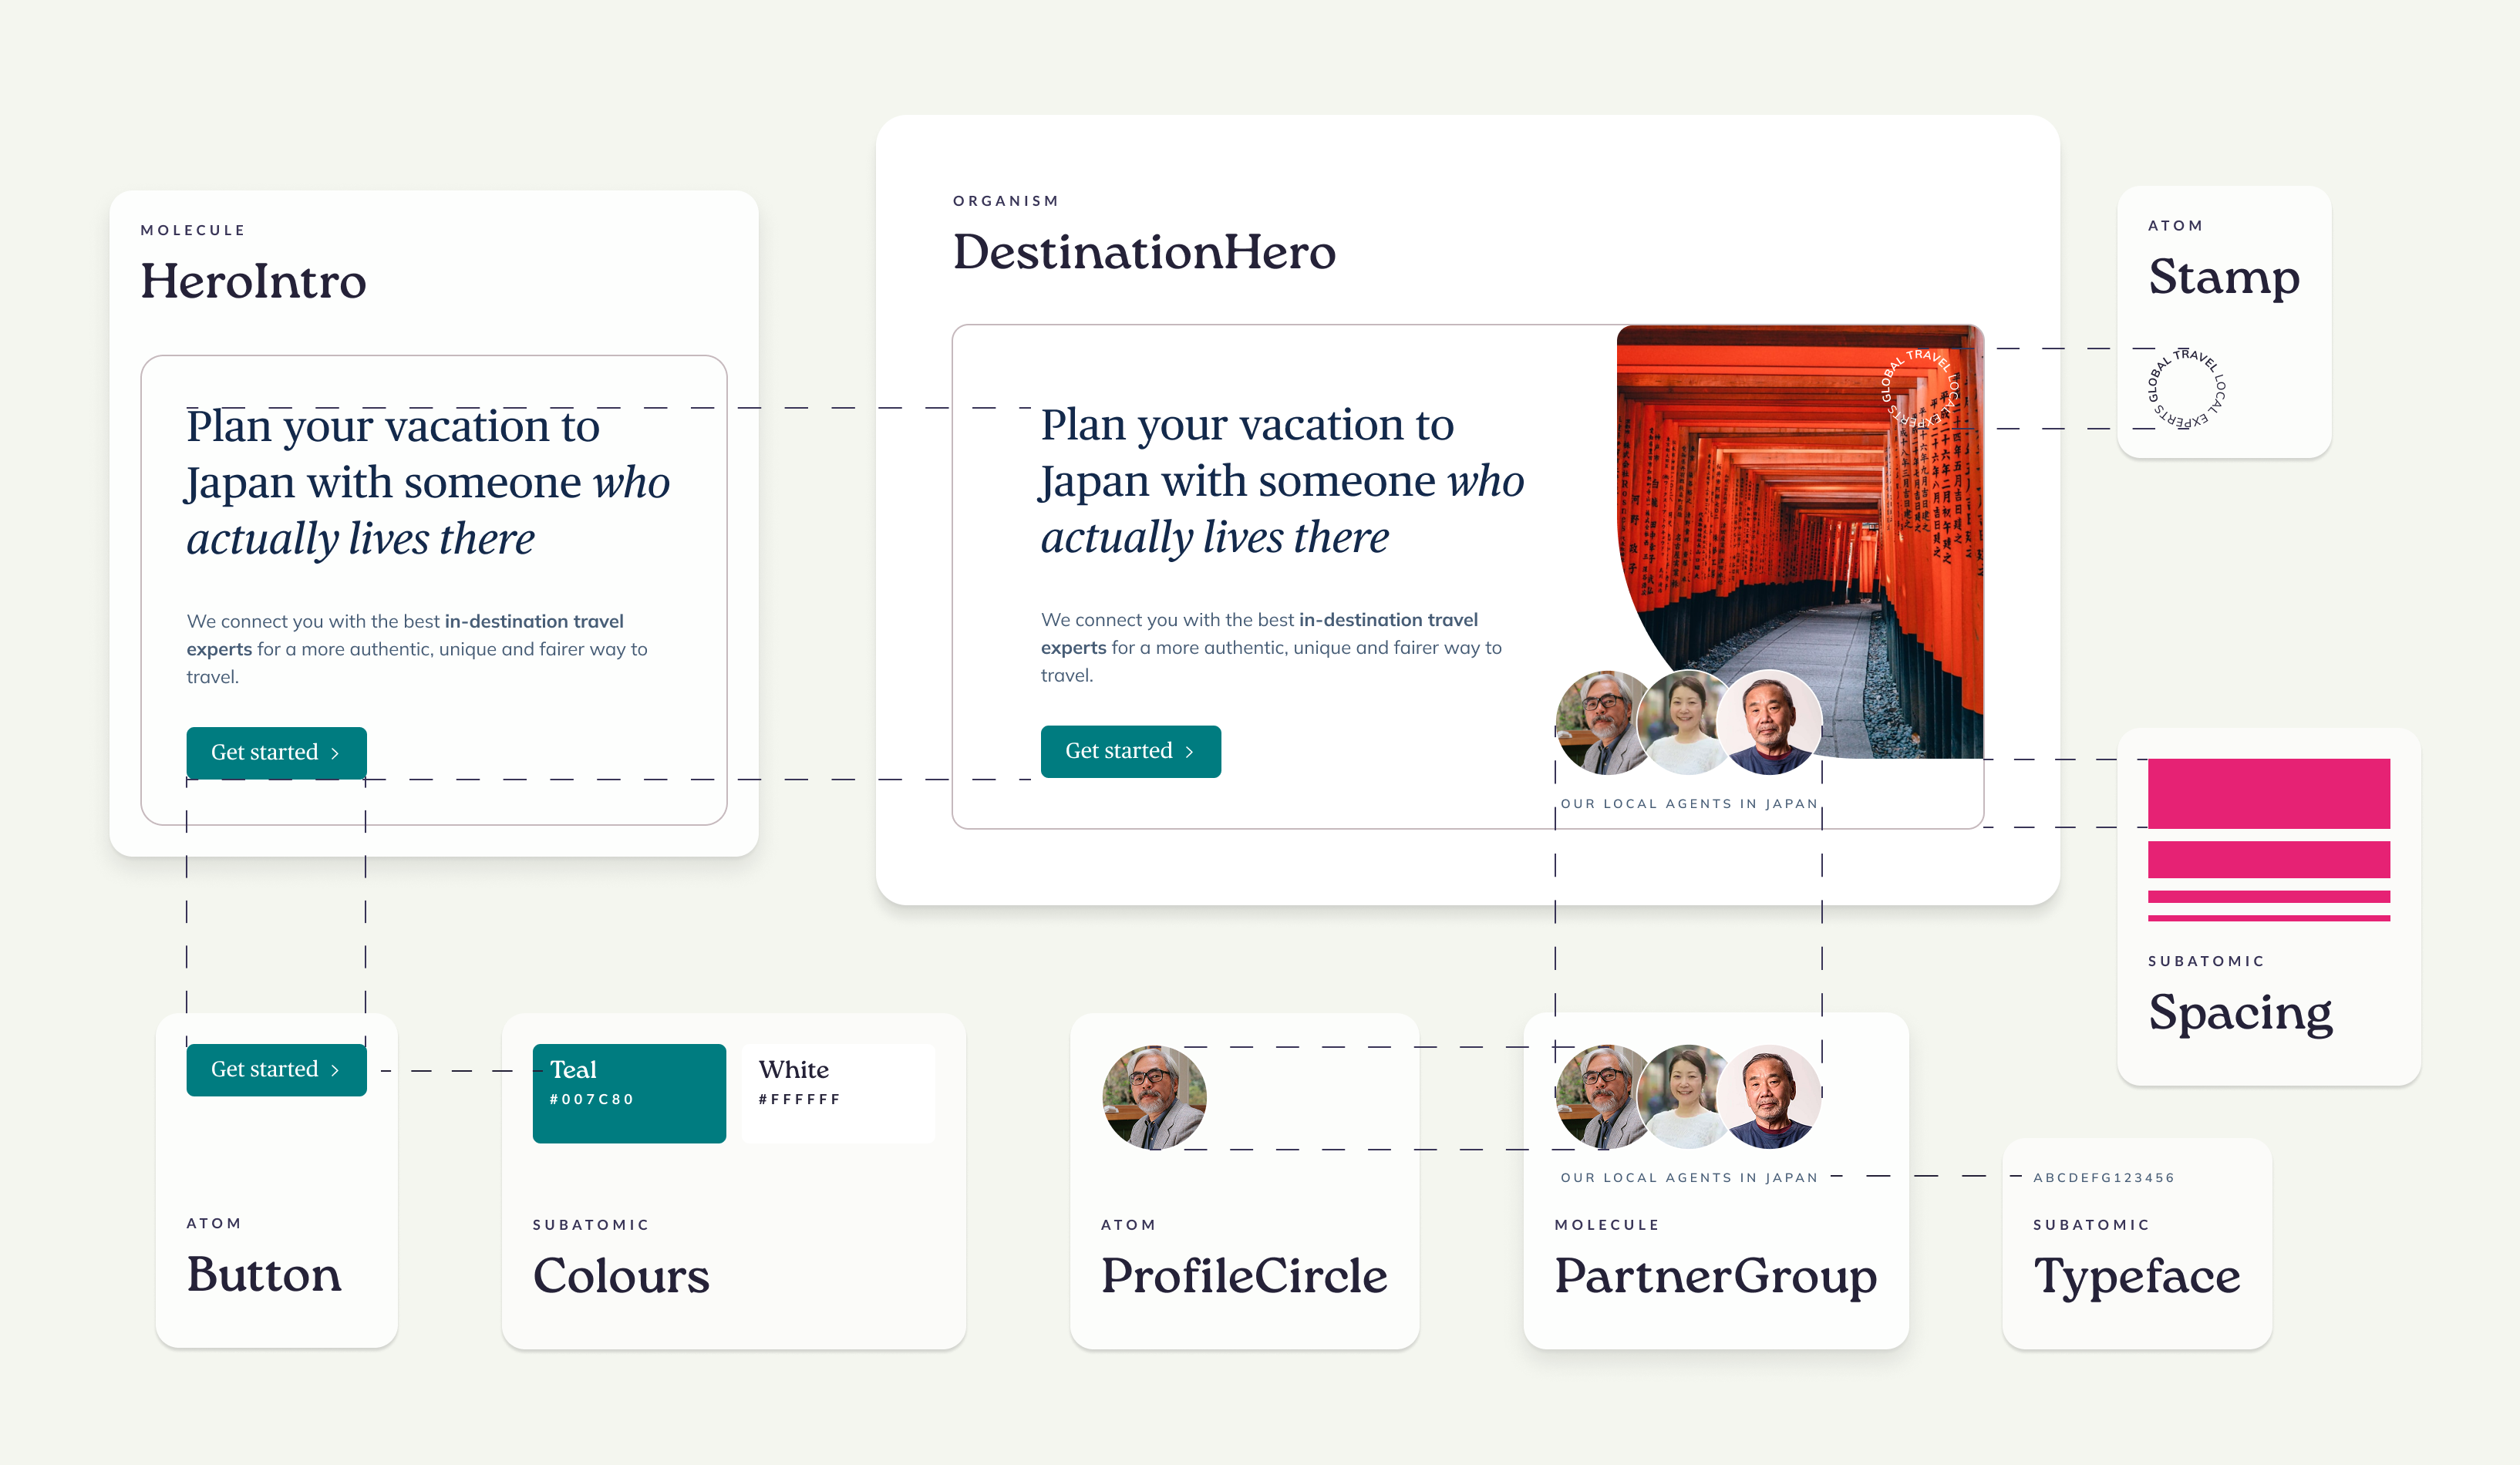 MOLECULE
HeroIntro
Plan your vacation to
Japan with someone who
actually lives there
We connect you with the best in-destination travel
experts for a more authentic, unique and fairer way to
travel.
Get started
ORGANISM
DestinationHero
Plan your vacation to
Japan with someone who
actually lives there
We connect you with the best in-destination travel
experts for a more authentic, unique and fairer way to
travel.
Get started
GLOBAL TRAVEL LOCAL EXPERTS
OUR LOCAL AGENTS IN JAPAN
ATOM
Stamp
GLOBAL TRAVEL LOCAL EXPERTS
SUBATOMIC
Spacing
Get started
ATOM
Button
Teal
#007C80
White
#FFFFFF
SUBATOMIC
Colours
ATOM
ProfileCircle
OUR LOCAL AGENTS IN JAPAN
MOLECULE
PartnerGroup
ABCDEFG123456
SUBATOMIC
Typeface